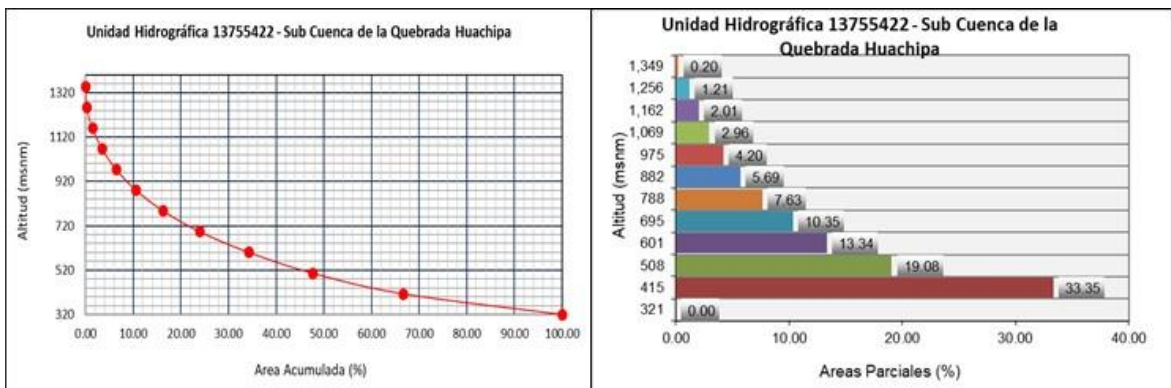 Unidad Hidrográfica 13755422 - Sub Cuenca de la Quebrada Huachipa
Altitud (msnm)
1320
1120
920
720
520
320
0.00 10.00 20.00 30.00 40.00 50.00 60.00 70.00 80.00 90.00 100.00
Area Acumulada (%)
Unidad Hidrográfica 13755422 - Sub Cuenca de la
Quebrada Huachipa
Altitud (msnm)
1,349 0.20
1,256 1.21
1,162 2.01
1,069 2.96
975 4.20
882 5.69
788 7.63
695 10.35
601 13.34
508 19.08
415 33.35
321 0.00
0.00 10.00 20.00 30.00 40.00
Areas Parciales (%)